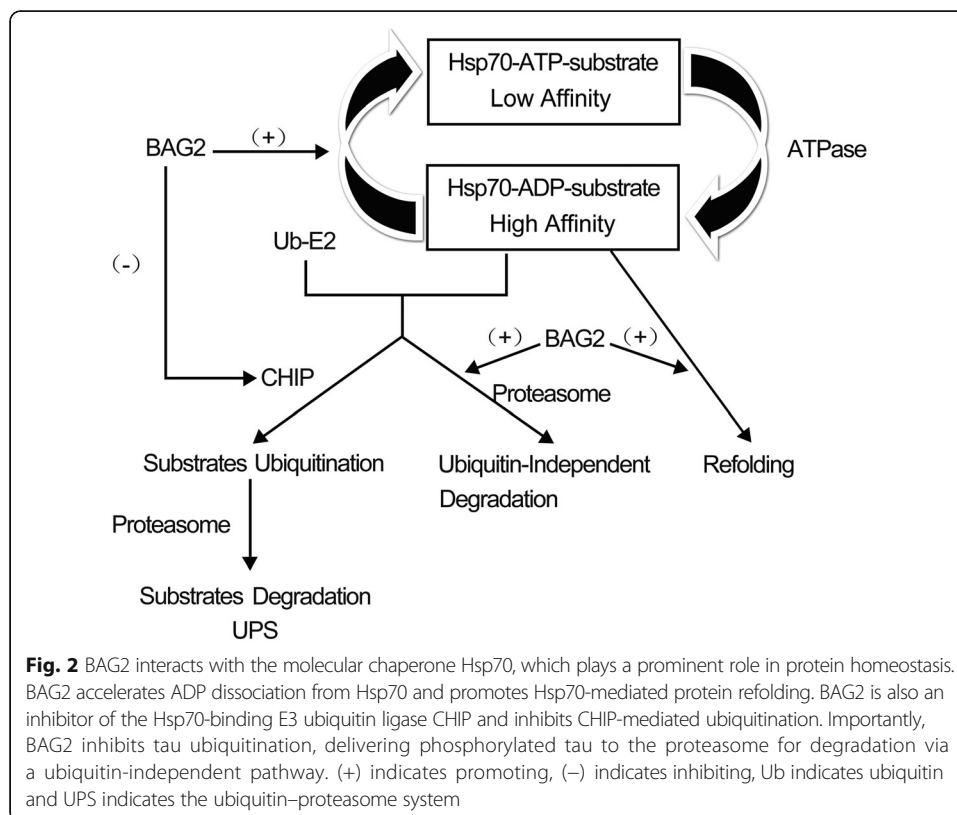 Hsp70-ATP-substrate
Low Affinity
BAG2
(+)
ATPase
Hsp70-ADP-substrate
High Affinity
Ub-E2
(-)
(+) BAG2 (+)
CHIP
Proteasome
Substrates Ubiquitination
Ubiquitin-Independent
Degradation
Refolding
Proteasome
Substrates Degradation
UPS
Fig. 2 BAG2 interacts with the molecular chaperone Hsp70, which plays a prominent role in protein homeostasis.
BAG2 accelerates ADP dissociation from Hsp70 and promotes Hsp70-mediated protein refolding. BAG2 is also an
inhibitor of the Hsp70-binding E3 ubiquitin ligase CHIP and inhibits CHIP-mediated ubiquitination. Importantly,
BAG2 inhibits tau ubiquitination, delivering phosphorylated tau to the proteasome for degradation via
a ubiquitin-independent pathway. (+) indicates promoting, (−) indicates inhibiting, Ub indicates ubiquitin
and UPS indicates the ubiquitin–proteasome system